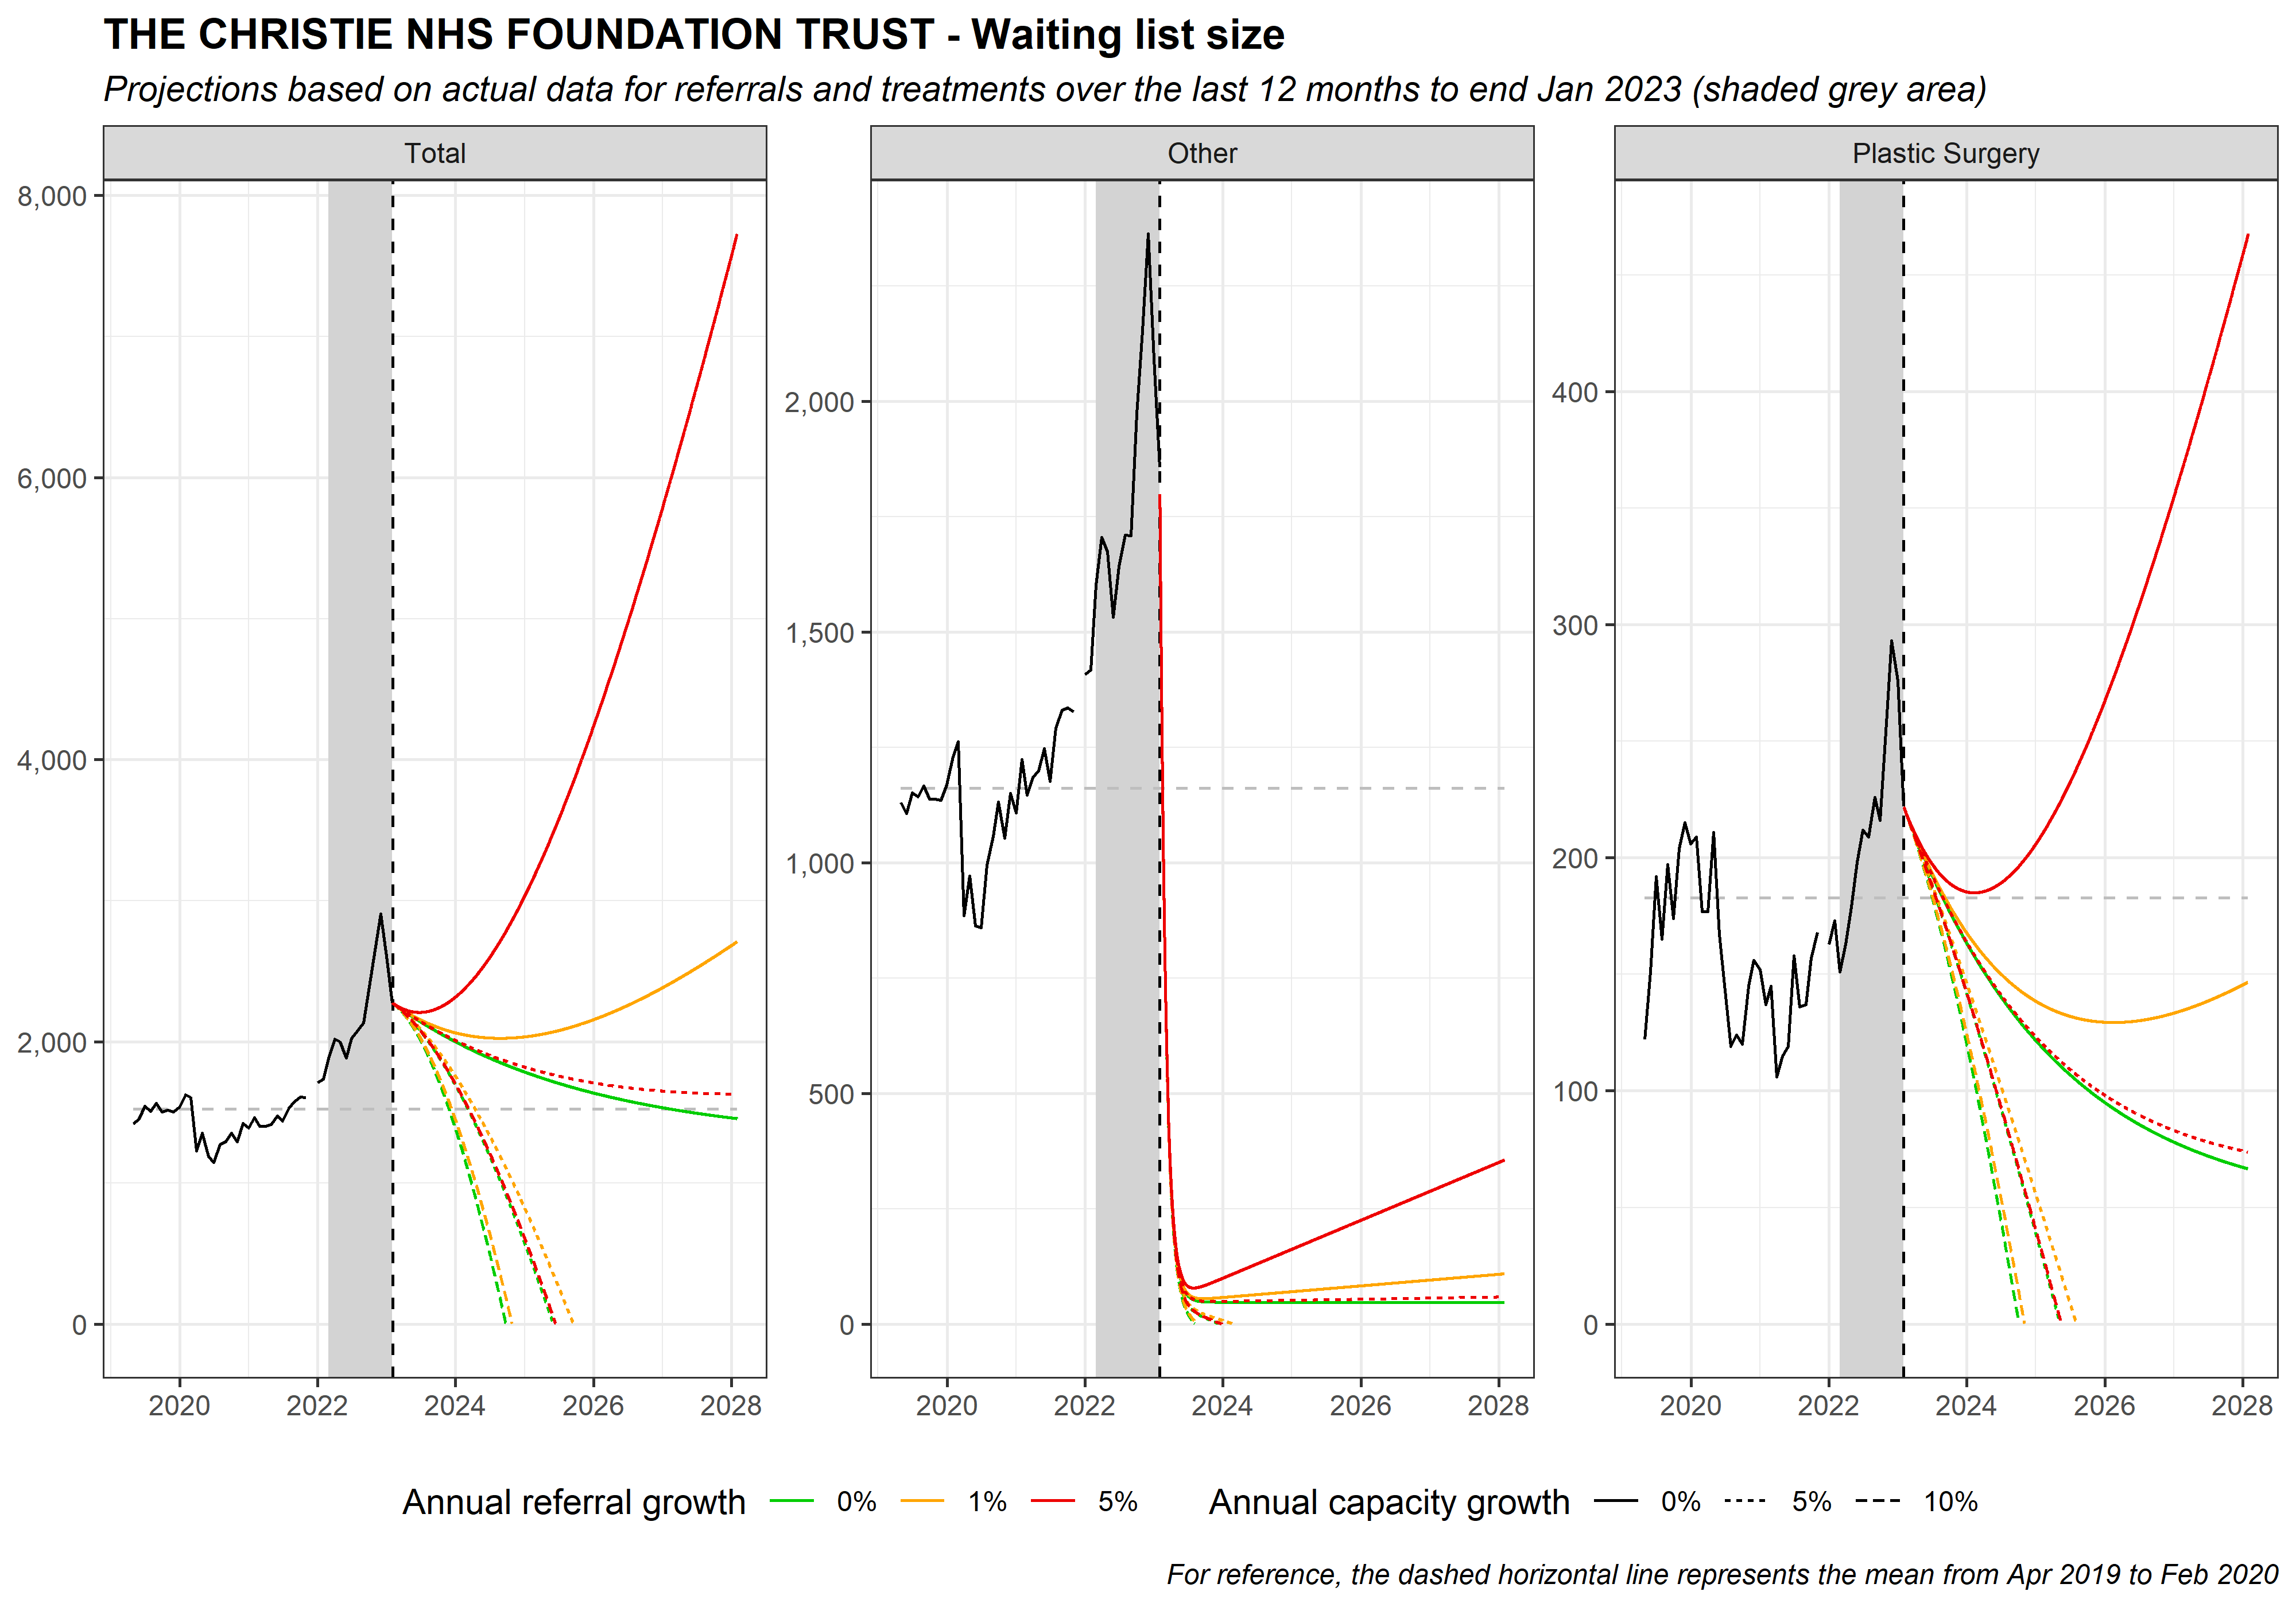 THE CHRISTIE NHS FOUNDATION TRUST - Waiting list size
Projections based on actual data for referrals and treatments over the last 12 months to end Jan 2023 (shaded grey area)
Total
Other
Plastic Surgery
8,000
6,000
4,000
2,000
0
2,000
1,500
1,000
500
0
400
300
200
100
0
2020 2022 2024 2026 2028
2020 2022 2024 2026 2028
2020 2022 2024 2026 2028
Annual referral growth 0% 1% 5%
Annual capacity growth 0% 5% 10%
For reference, the dashed horizontal line represents the mean from Apr 2019 to Feb 2020